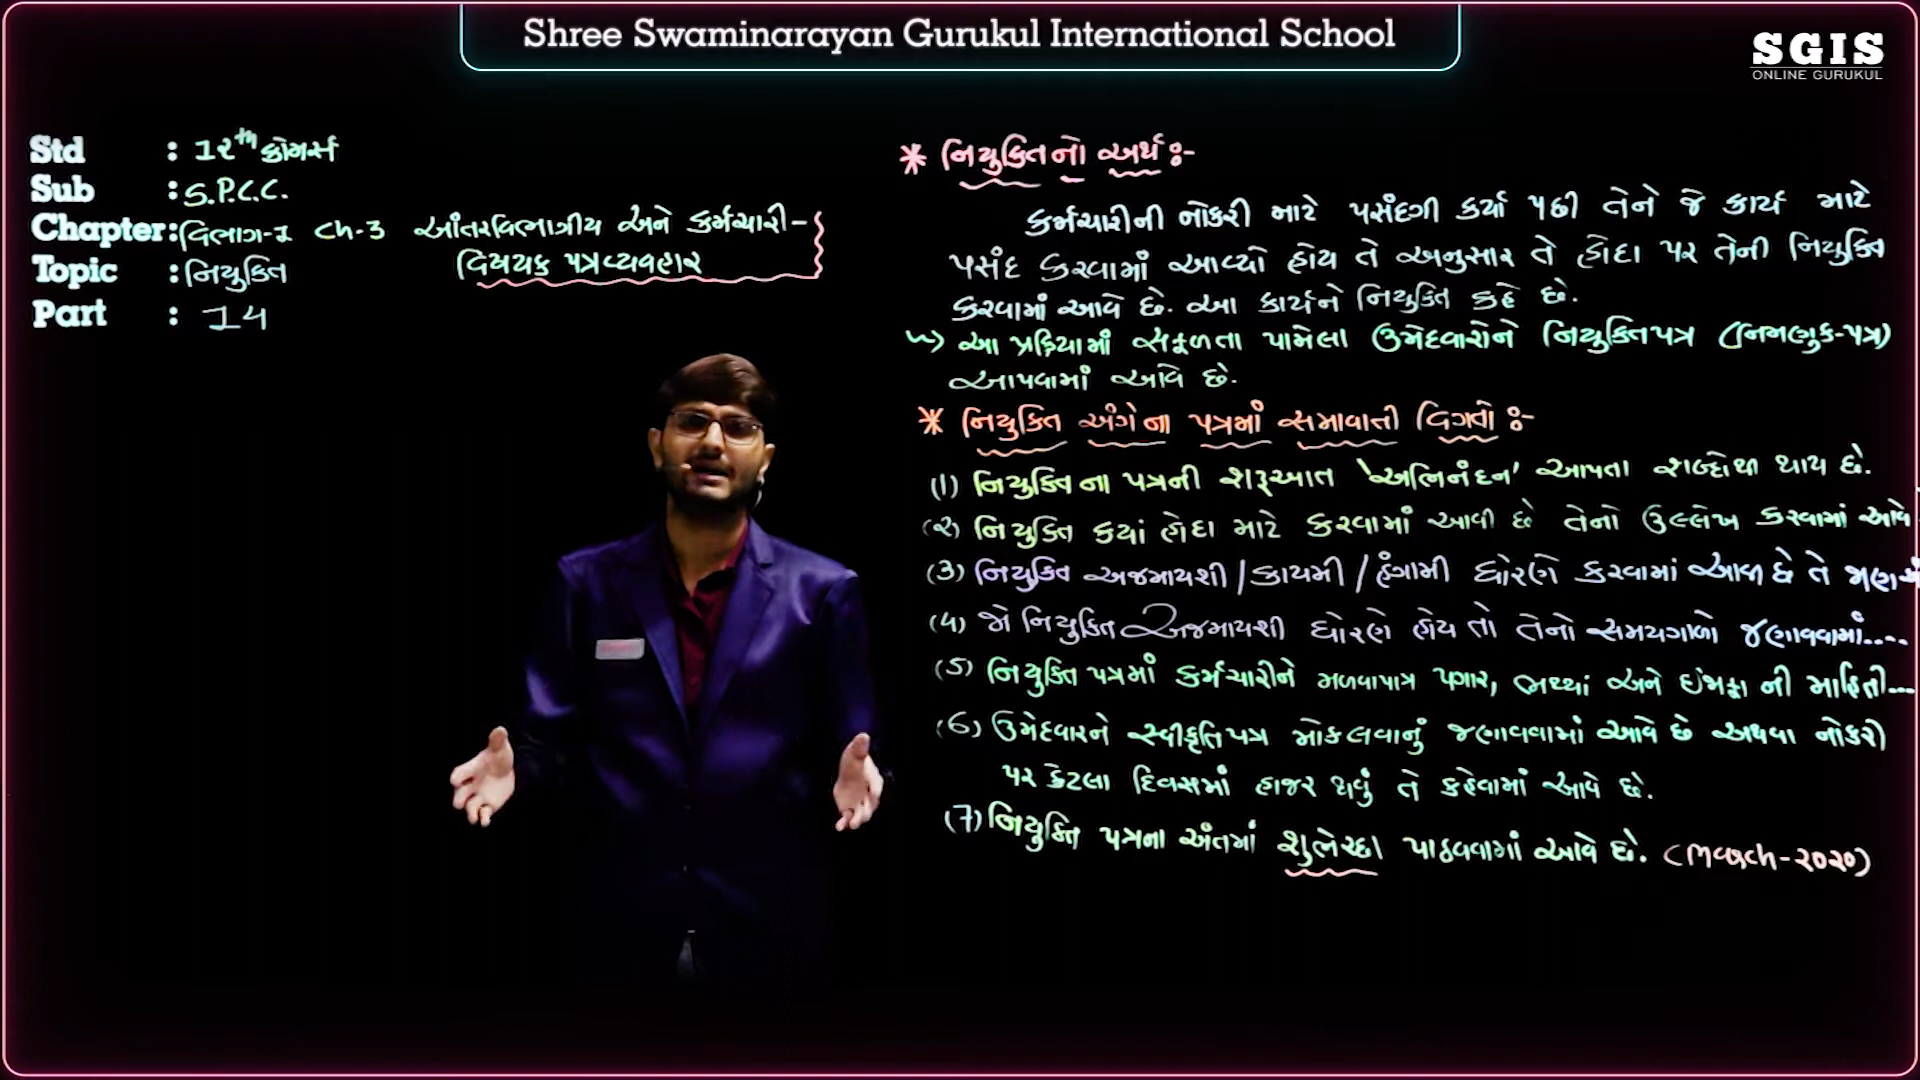 Shree Swaminarayan Gurukul International School
SGIS
ONLINE GURUKUL
Std : 12th કોમર્સ
Sub : S.P.C.C.
Chapter : વિભાગ-1 Ch-3 આંતરવિભાગીય અને કર્મચારી-
વિષયક પત્રવ્યવહાર
Topic : નિયુકિત
Part : 14
* નિયુકિતનો અર્થ :-
કર્મચારીની નોકરી માટે પસંદગી કર્યા પછી તેને જે કાર્ય માટે
પસંદ કરવામાં આવ્યો હોય તે અનુસાર તે હોદા પર તેની નિયુકિત
કરવામાં આવે છે. આ કાર્યને નિયુકિત કહે છે.
આ પ્રક્રિયામાં સફળતા પામેલા ઉમેદવારોને નિયુકિતપત્ર (નિમણુક-પત્ર)
આપવામાં આવે છે.
* નિયુકિત અંગેના પત્રમાં સમાવાતી વિગતો :-
(1) નિયુકિતના પત્રની શરૂઆત 'અભિનંદન' આપતા શબ્દોથી થાય છે.
(૨) નિયુકિત કયાં હોદા માટે કરવામાં આવી છે તેનો ઉલ્લેખ કરવામાં આવે
(3) નિયુકિત અજમાયશી / કાયમી / હંગામી ધોરણે કરવામાં આવી છે તે
(4) જો નિયુકિત અજમાયશી ધોરણે હોય તો તેનો સમયગાળો જણાવવામાં....
(5) નિયુકિત પત્રમાં કર્મચારીને મળવાપાત્ર પગાર, ભથ્થાં અને ઇજાફા ની માહિતી...
(6) ઉમેદવારને સ્વીકૃતિપત્ર મોકલવાનું જણાવવામાં આવે છે અથવા નોકરી
પર કેટલા દિવસમાં હાજર થવું તે કહેવામાં આવે છે.
(7) નિયુકિત પત્રના અંતમાં શુભેચ્છા પાઠવવામાં આવે છે. (March-૨૦૨૦)